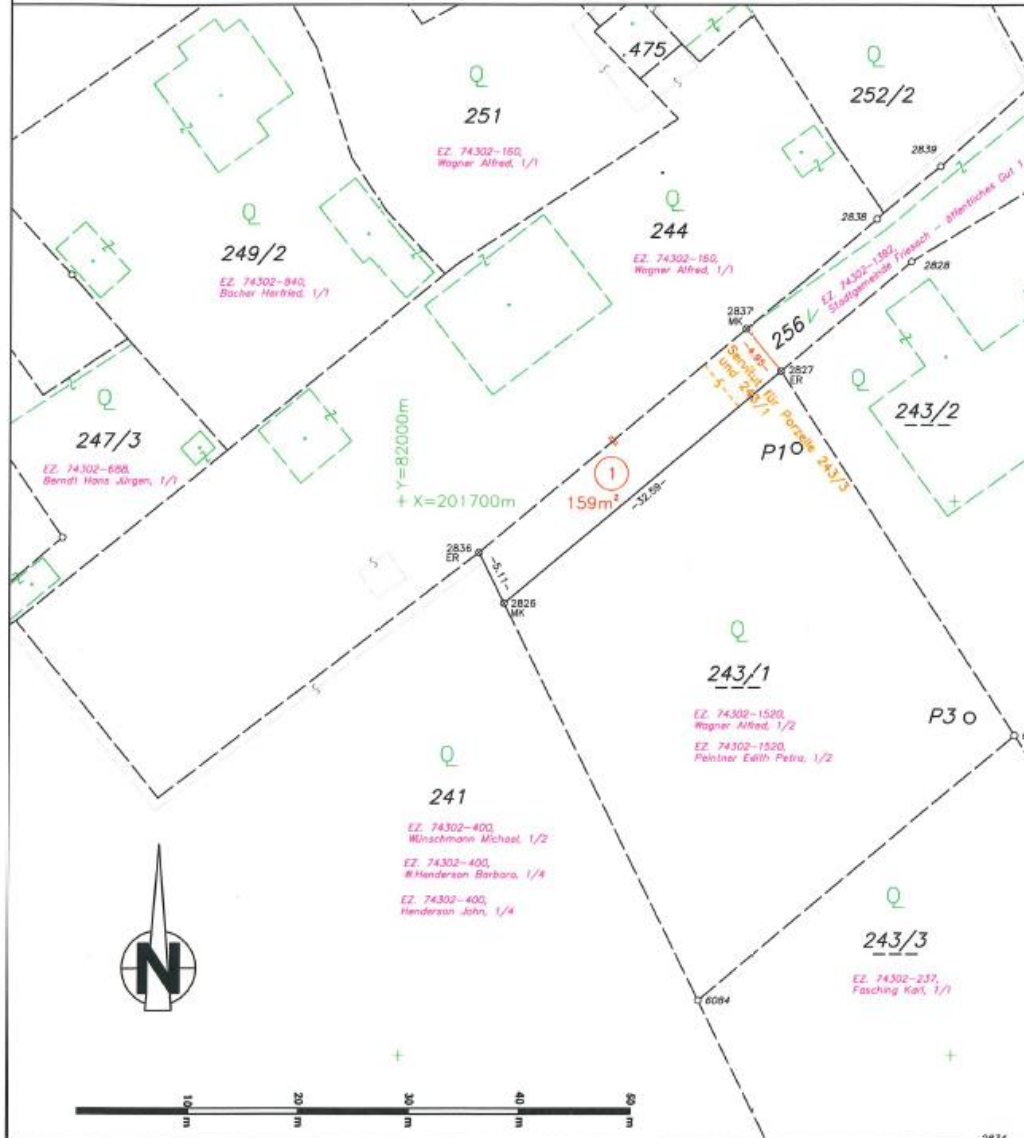 .475
251
EZ. 74302-160,
Wagner Alfred, 1/1
252/2
2839
2838
249/2
EZ. 74302-840,
Bacher Herfried, 1/1
244
EZ. 74302-160,
Wagner Alfred, 1/1
EZ. 74302-1382,
Stadtgemeinde Friesach - öffentliches Gut 1
2828
2837
MK
256
-4.95-
2827
ER
Servitut für Parzelle 243/3
und 243/1
-5-
243/2
P1
247/3
EZ. 74302-688,
Berndt Hans Jürgen, 1/1
Y=82000m
X=201700m
1
159m²
-32.59-
2836
ER
-5.11-
2826
MK
243/1
EZ. 74302-1520,
Wagner Alfred, 1/2
EZ. 74302-1520,
Peintner Edith Petra, 1/2
P3
241
EZ. 74302-400,
Wünschmann Michael, 1/2
EZ. 74302-400,
W.Henderson Barbara, 1/4
EZ. 74302-400,
Henderson John, 1/4
N
243/3
EZ. 74302-237,
Fasching Karl, 1/1
6084
10 m
20 m
30 m
40 m
50 m